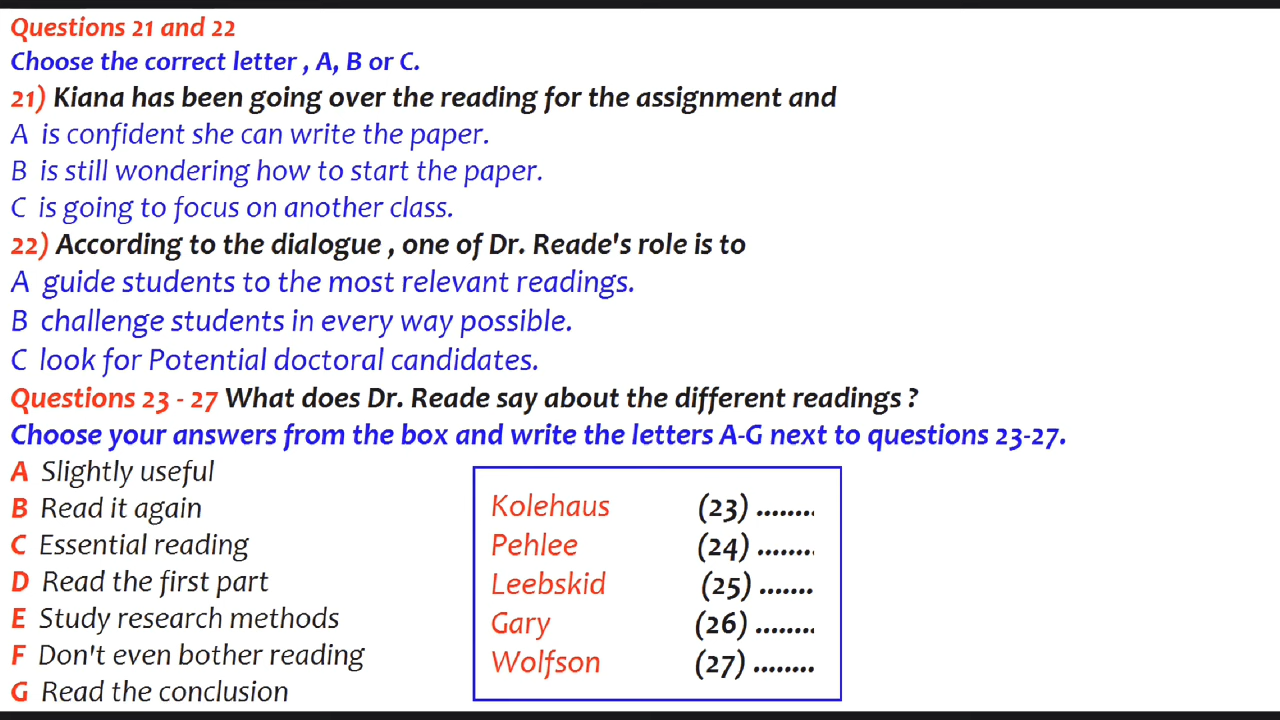 Questions 21 and 22
Choose the correct letter , A, B or C.
21) Kiana has been going over the reading for the assignment and
A is confident she can write the paper.
B is still wondering how to start the paper.
C is going to focus on another class.
22) According to the dialogue , one of Dr. Reade's role is to
A guide students to the most relevant readings.
B challenge students in every way possible.
C look for Potential doctoral candidates.
Questions 23 - 27 What does Dr. Reade say about the different readings ?
Choose your answers from the box and write the letters A-G next to questions 23-27.
A Slightly useful
B Read it again
C Essential reading
D Read the first part
E Study research methods
F Don't even bother reading
G Read the conclusion
Kolehaus (23) ........
Pehlee (24) ........
Leebskid (25) .......
Gary (26) ........
Wolfson (27) ........